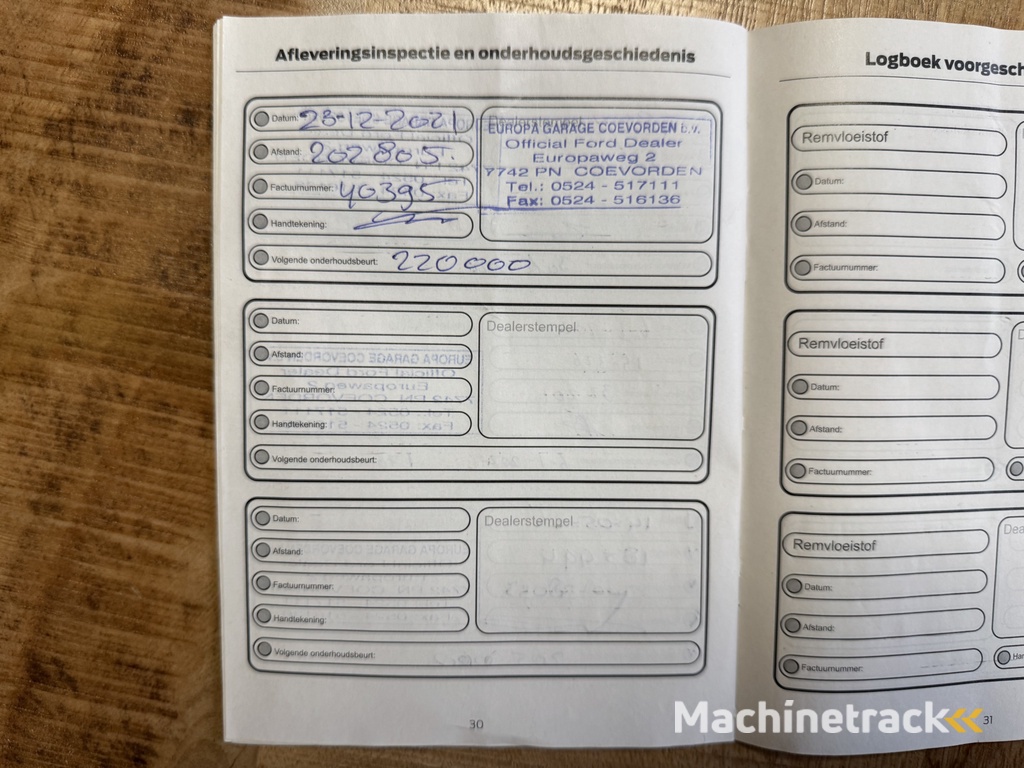 Afleveringsinspectie en onderhoudsgeschiedenis
Datum: 23-12-2021
Afstand: 202805.
Factuurnummer: 40395
Handtekening:
Volgende onderhoudsbeurt: 220000
Dealerstempel
EUROPA GARAGE COEVORDEN b.v.
Official Ford Dealer
Europaweg 2
7742 PN COEVORDEN
Tel.: 0524 - 517111
Fax: 0524 - 516136
Datum:
Afstand:
Factuurnummer:
Handtekening:
Volgende onderhoudsbeurt:
Dealerstempel
Datum:
Afstand:
Factuurnummer:
Handtekening:
Volgende onderhoudsbeurt:
Dealerstempel
30
Logboek voorgesch
Remvloeistof
Datum:
Afstand:
Factuurnummer:
Remvloeistof
Datum:
Afstand:
Factuurnummer:
Remvloeistof
Datum:
Afstand:
Factuurnummer:
Dea
Han
31
Machinetrack